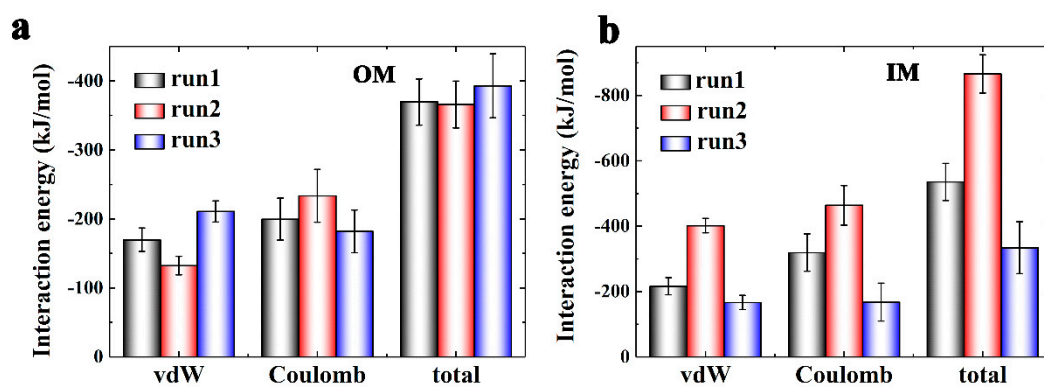 a
OM
run1
run2
run3
Interaction energy (kJ/mol)
-400
-300
-200
-100
0
vdW Coulomb total
b
IM
run1
run2
run3
Interaction energy (kJ/mol)
-800
-600
-400
-200
0
vdW Coulomb total